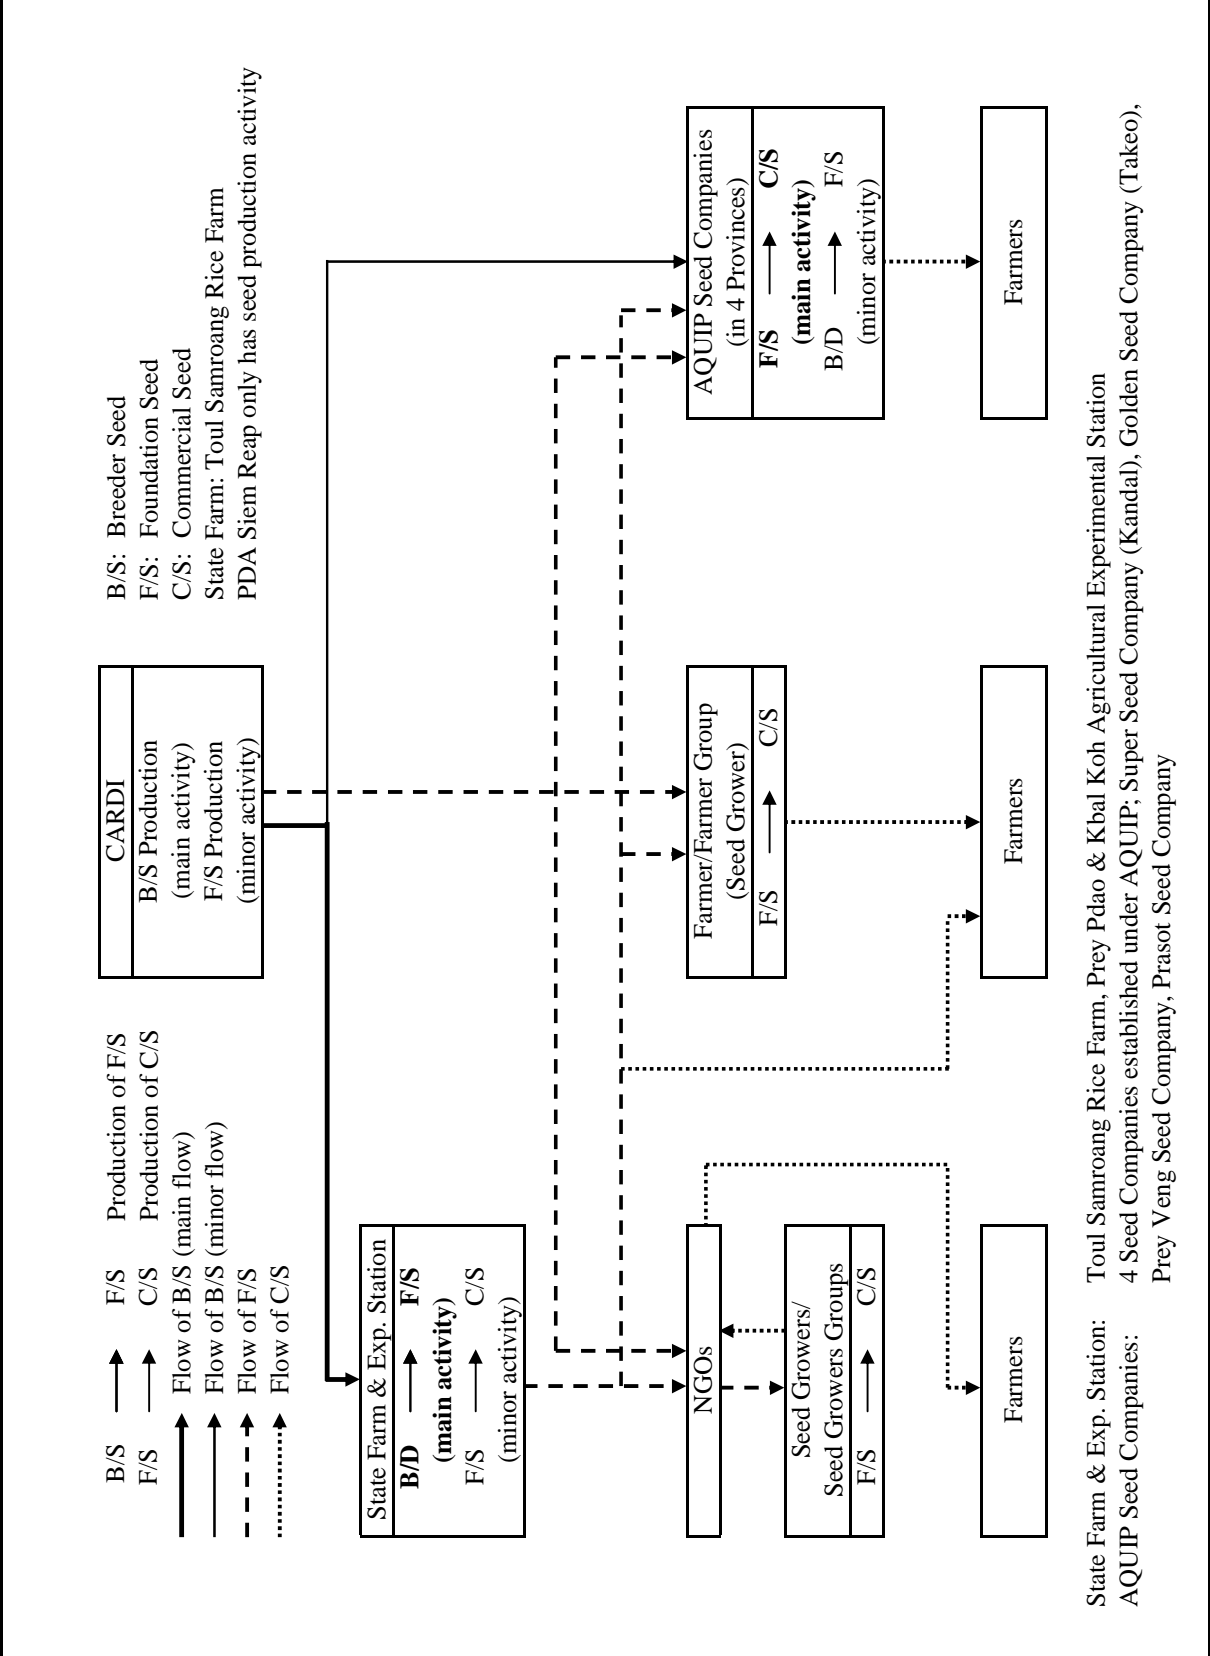 B/S F/S Production of F/S
F/S C/S Production of C/S
Flow of B/S (main flow)
Flow of B/S (minor flow)
Flow of F/S
Flow of C/S
CARDI
B/S Production
(main activity)
F/S Production
(minor activity)
B/S: Breeder Seed
F/S: Foundation Seed
C/S: Commercial Seed
State Farm: Toul Samroang Rice Farm
PDA Siem Reap only has seed production activity
State Farm & Exp. Station
B/D F/S
(main activity)
F/S C/S
(minor activity)
NGOs
Seed Growers/
Seed Growers Groups
F/S C/S
Farmer/Farmer Group
(Seed Grower)
F/S C/S
AQUIP Seed Companies
(in 4 Provinces)
F/S C/S
(main activity)
B/D F/S
(minor activity)
Farmers
Farmers
Farmers
State Farm & Exp. Station: Toul Samroang Rice Farm, Prey Pdao & Kbal Koh Agricultural Experimental Station
AQUIP Seed Companies: 4 Seed Companies established under AQUIP; Super Seed Company (Kandal), Golden Seed Company (Takeo),
Prey Veng Seed Company, Prasot Seed Company